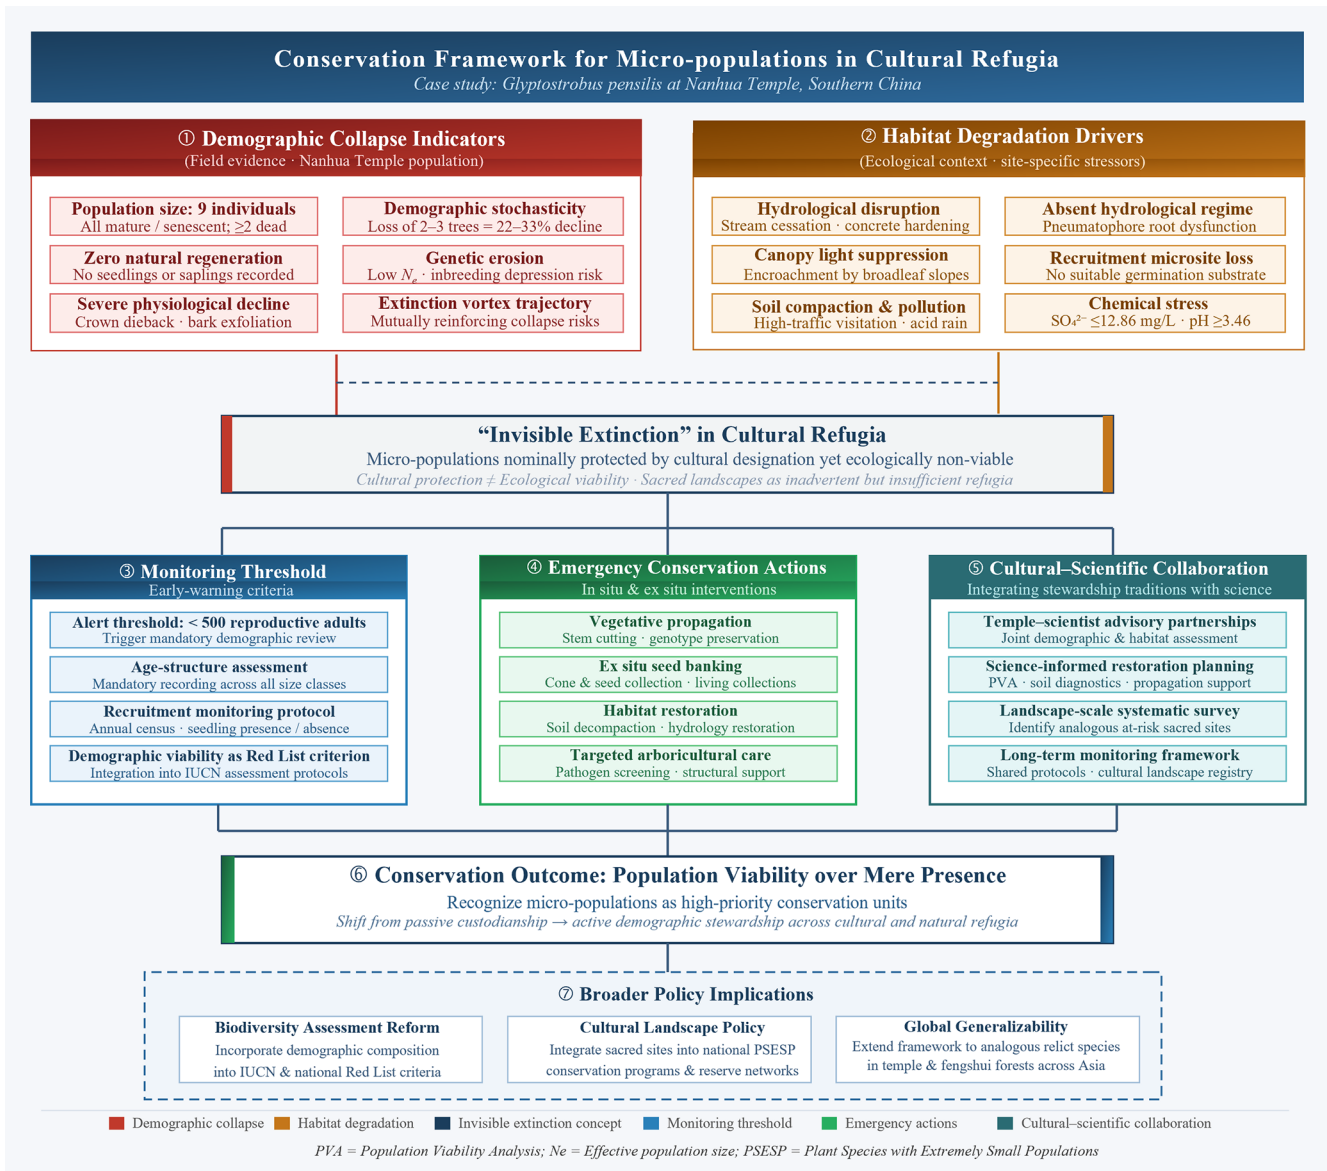 Conservation Framework for Micro-populations in Cultural Refugia
Case study: Glyptostrobus pensilis at Nanhua Temple, Southern China
① Demographic Collapse Indicators
(Field evidence · Nanhua Temple population)
Population size: 9 individuals
All mature / senescent; ≥2 dead
Demographic stochasticity
Loss of 2–3 trees = 22–33% decline
Zero natural regeneration
No seedlings or saplings recorded
Genetic erosion
Low Nₑ · inbreeding depression risk
Severe physiological decline
Crown dieback · bark exfoliation
Extinction vortex trajectory
Mutually reinforcing collapse risks
② Habitat Degradation Drivers
(Ecological context · site-specific stressors)
Hydrological disruption
Stream cessation · concrete hardening
Absent hydrological regime
Pneumatophore root dysfunction
Canopy light suppression
Encroachment by broadleaf slopes
Recruitment microsite loss
No suitable germination substrate
Soil compaction & pollution
High-traffic visitation · acid rain
Chemical stress
SO₄²⁻ ≤12.86 mg/L · pH ≥3.46
“Invisible Extinction” in Cultural Refugia
Micro-populations nominally protected by cultural designation yet ecologically non-viable
Cultural protection ≠ Ecological viability · Sacred landscapes as inadvertent but insufficient refugia
③ Monitoring Threshold
Early-warning criteria
Alert threshold: < 500 reproductive adults
Trigger mandatory demographic review
Age-structure assessment
Mandatory recording across all size classes
Recruitment monitoring protocol
Annual census · seedling presence / absence
Demographic viability as Red List criterion
Integration into IUCN assessment protocols
④ Emergency Conservation Actions
In situ & ex situ interventions
Vegetative propagation
Stem cutting · genotype preservation
Ex situ seed banking
Cone & seed collection · living collections
Habitat restoration
Soil decompaction · hydrology restoration
Targeted arboricultural care
Pathogen screening · structural support
⑤ Cultural–Scientific Collaboration
Integrating stewardship traditions with science
Temple–scientist advisory partnerships
Joint demographic & habitat assessment
Science-informed restoration planning
PVA · soil diagnostics · propagation support
Landscape-scale systematic survey
Identify analogous at-risk sacred sites
Long-term monitoring framework
Shared protocols · cultural landscape registry
⑥ Conservation Outcome: Population Viability over Mere Presence
Recognize micro-populations as high-priority conservation units
Shift from passive custodianship → active demographic stewardship across cultural and natural refugia
⑦ Broader Policy Implications
Biodiversity Assessment Reform
Incorporate demographic composition
into IUCN & national Red List criteria
Cultural Landscape Policy
Integrate sacred sites into national PSESP
conservation programs & reserve networks
Global Generalizability
Extend framework to analogous relict species
in temple & fengshui forests across Asia
Demographic collapse
Habitat degradation
Invisible extinction concept
Monitoring threshold
Emergency actions
Cultural–scientific collaboration
PVA = Population Viability Analysis; Ne = Effective population size; PSESP = Plant Species with Extremely Small Populations